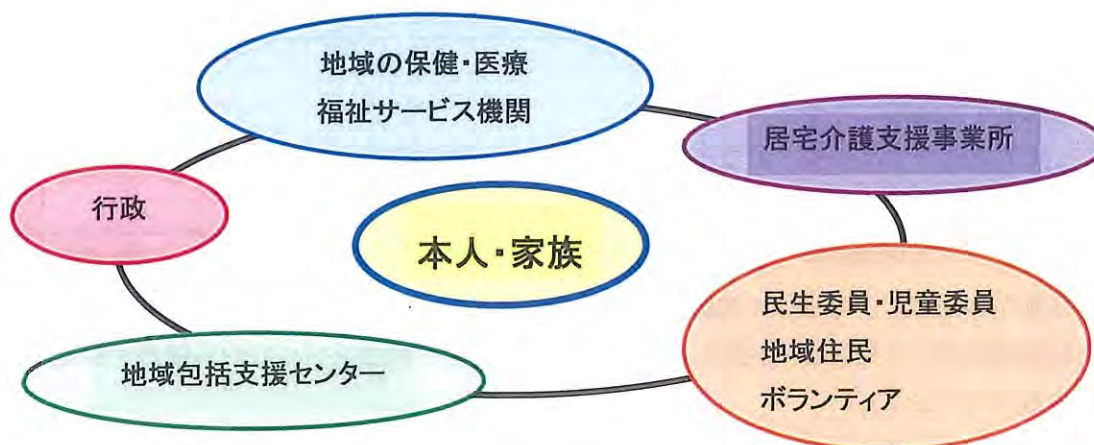 地域の保健・医療
福祉サービス機関
居宅介護支援事業所
行政
本人・家族
民生委員・児童委員
地域住民
ボランティア
地域包括支援センター